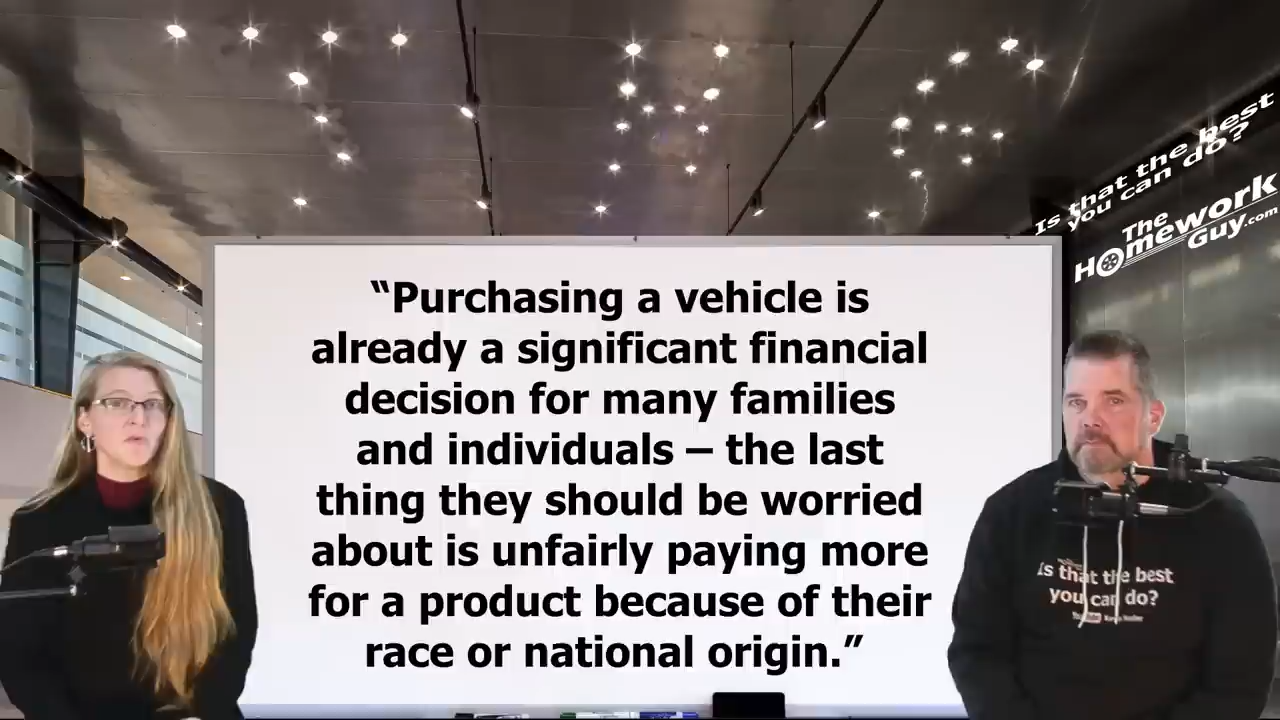 Is that the best
you can do?
The
Homework
Guy.com
“Purchasing a vehicle is
already a significant financial
decision for many families
and individuals – the last
thing they should be worried
about is unfairly paying more
for a product because of their
race or national origin.”
Is that the best
you can do?